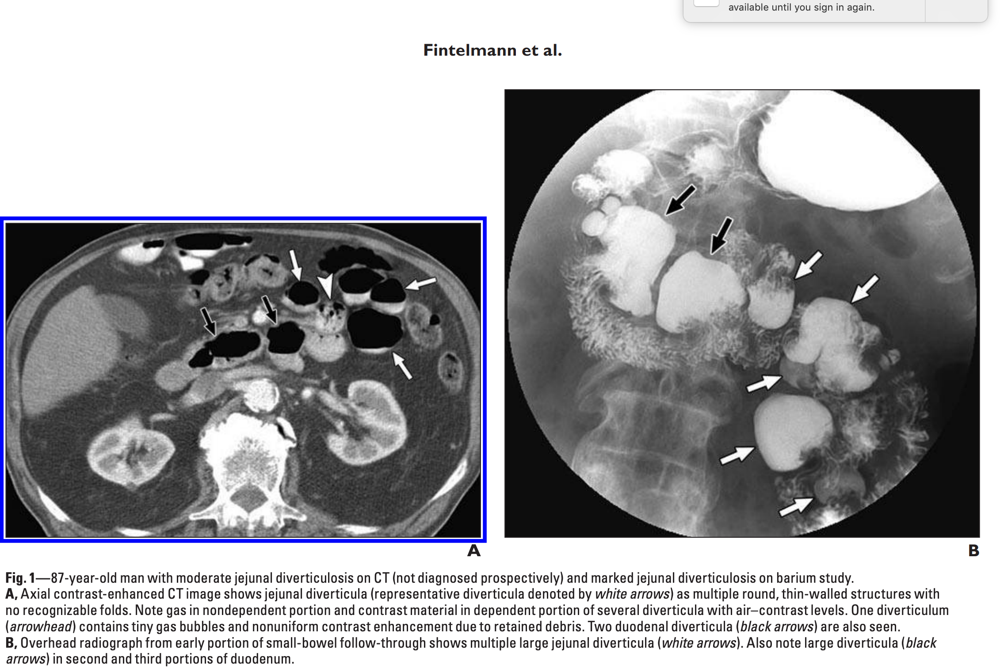 available until you sign in again.
Fintelmann et al.
A
B
Fig. 1—87-year-old man with moderate jejunal diverticulosis on CT (not diagnosed prospectively) and marked jejunal diverticulosis on barium study.
A, Axial contrast-enhanced CT image shows jejunal diverticula (representative diverticula denoted by white arrows) as multiple round, thin-walled structures with
no recognizable folds. Note gas in nondependent portion and contrast material in dependent portion of several diverticula with air–contrast levels. One diverticulum
(arrowhead) contains tiny gas bubbles and nonuniform contrast enhancement due to retained debris. Two duodenal diverticula (black arrows) are also seen.
B, Overhead radiograph from early portion of small-bowel follow-through shows multiple large jejunal diverticula (white arrows). Also note large diverticula (black
arrows) in second and third portions of duodenum.